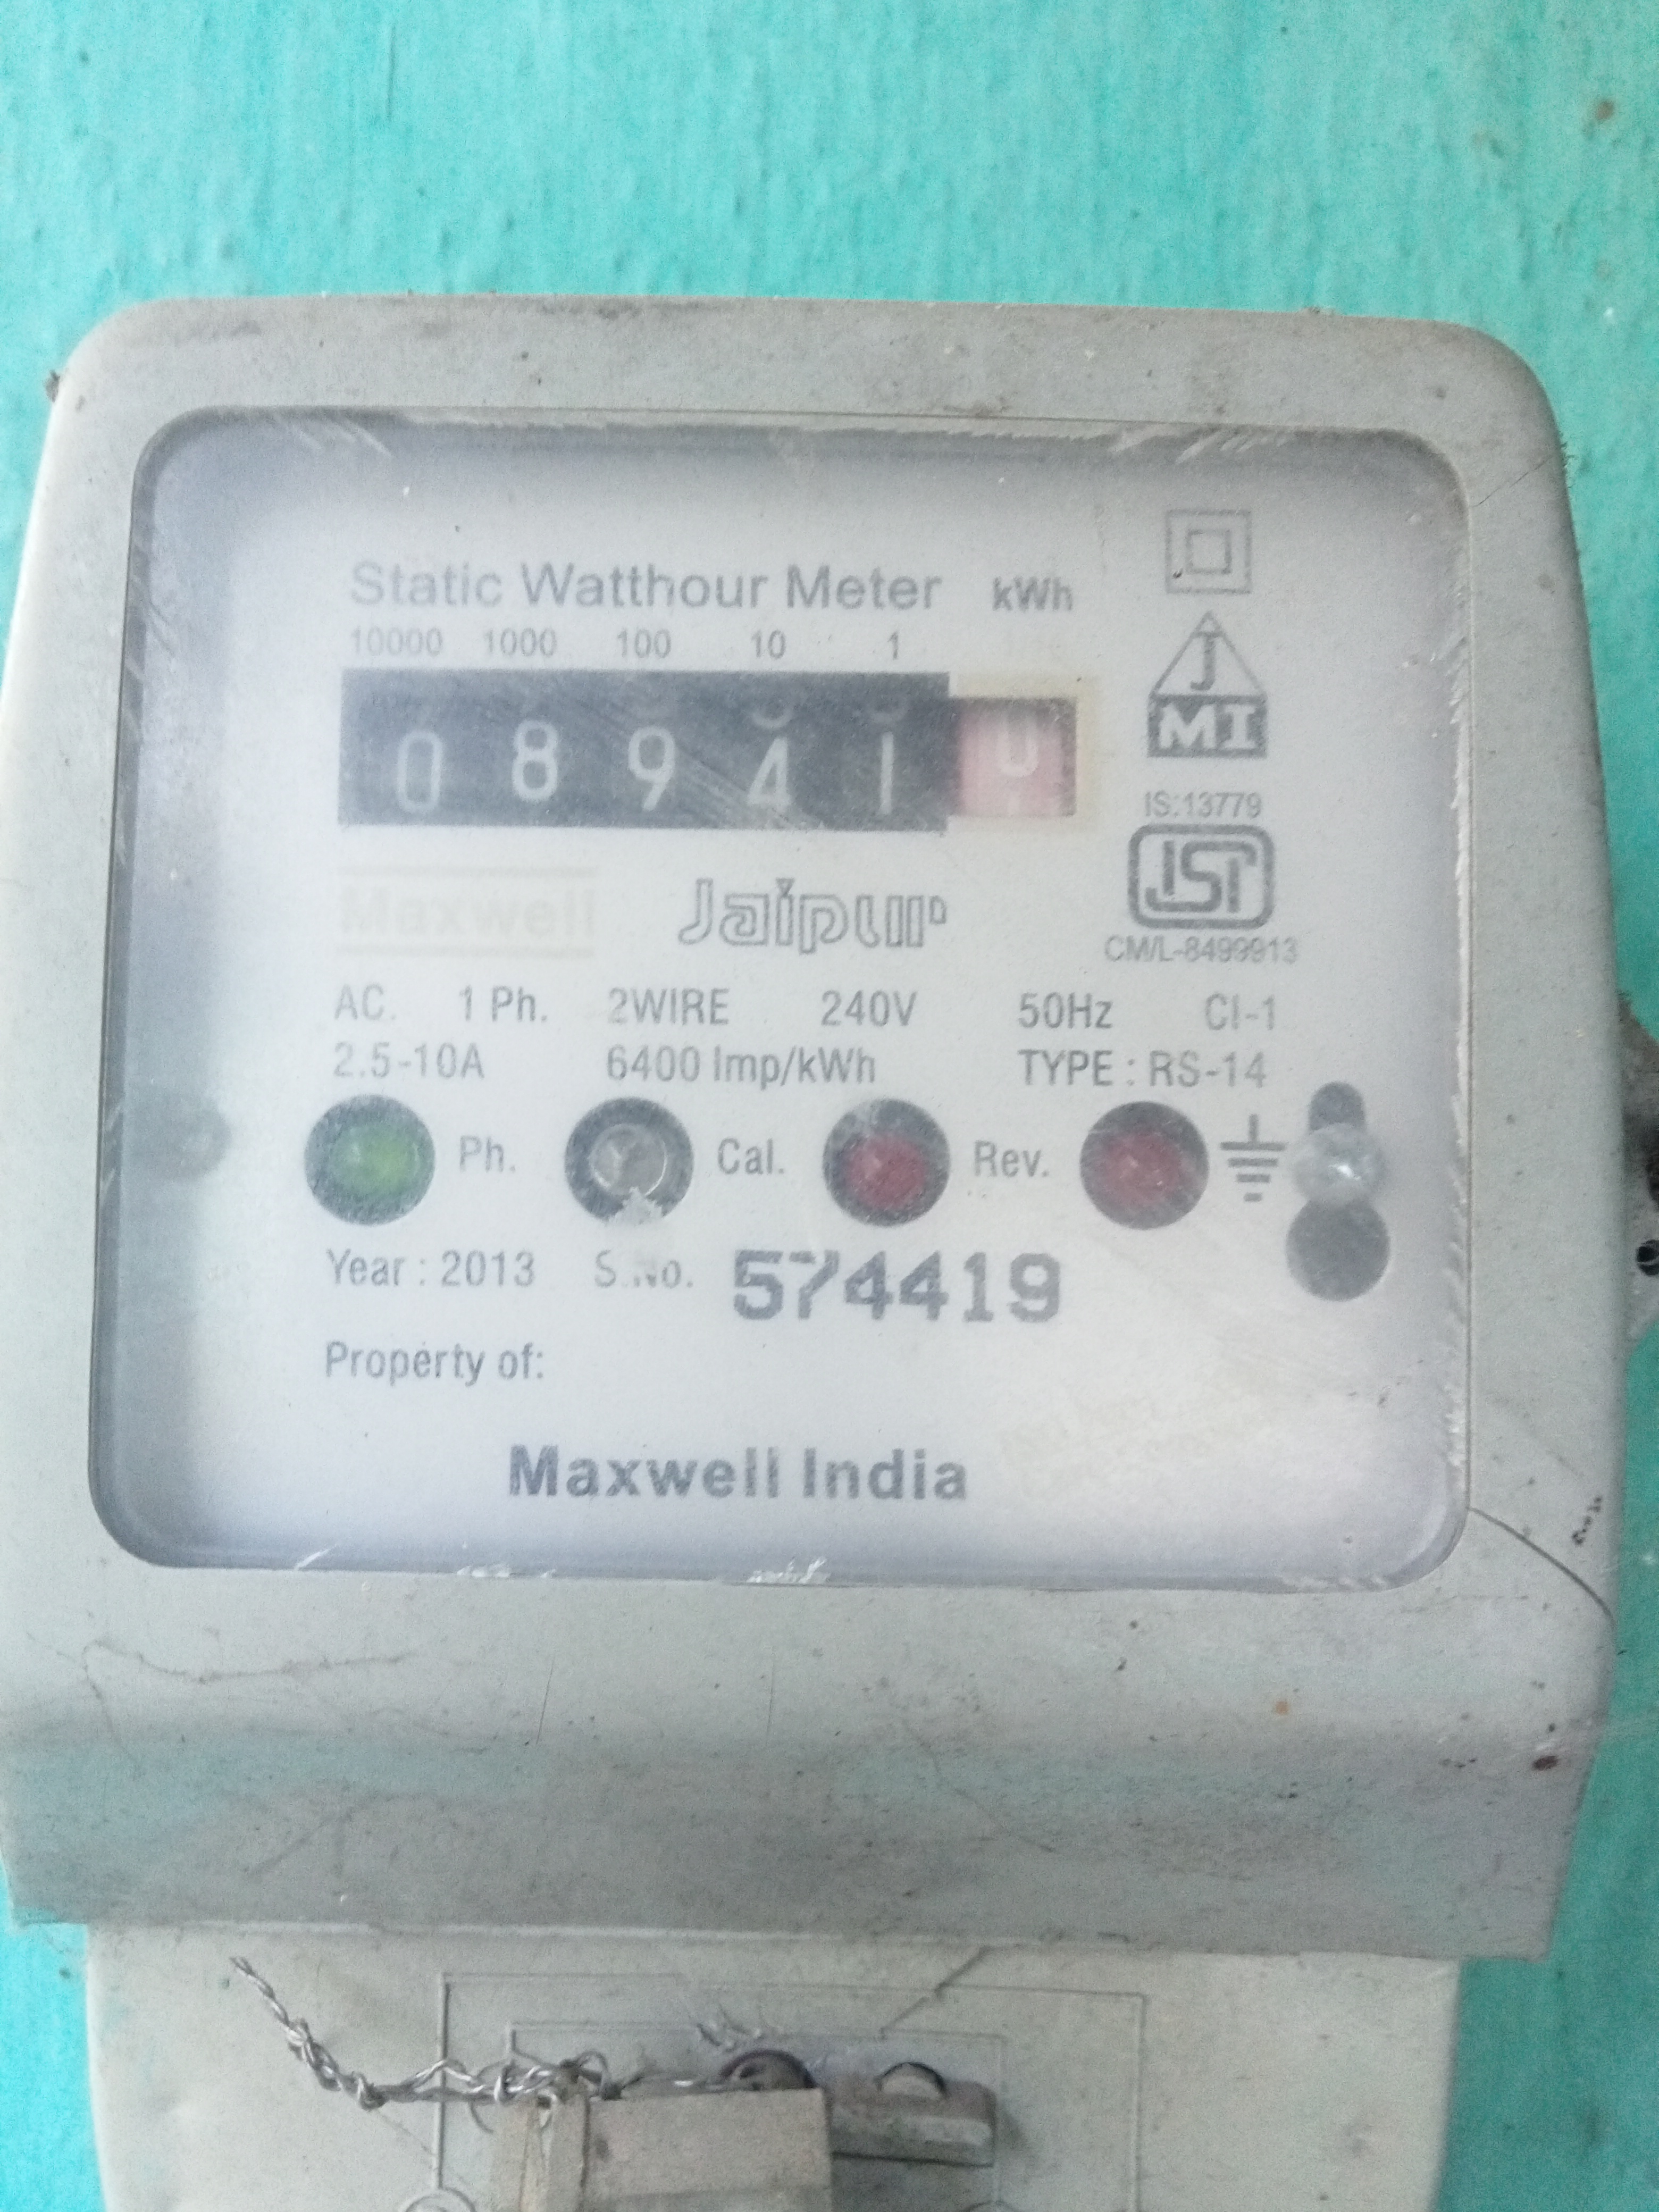 Static Watthour Meter kWh
10000 1000 100 10 1
0 8 9 4 1 0
J
MI
IS:13779
ISI
Maxwell Jaipur
CM/L-8499913
AC. 1 Ph. 2WIRE 240V 50Hz Cl-1
2.5-10A 6400 Imp/kWh TYPE : RS-14
Ph. Cal. Rev.
Year : 2013 S.No. 574419
Property of:
Maxwell India